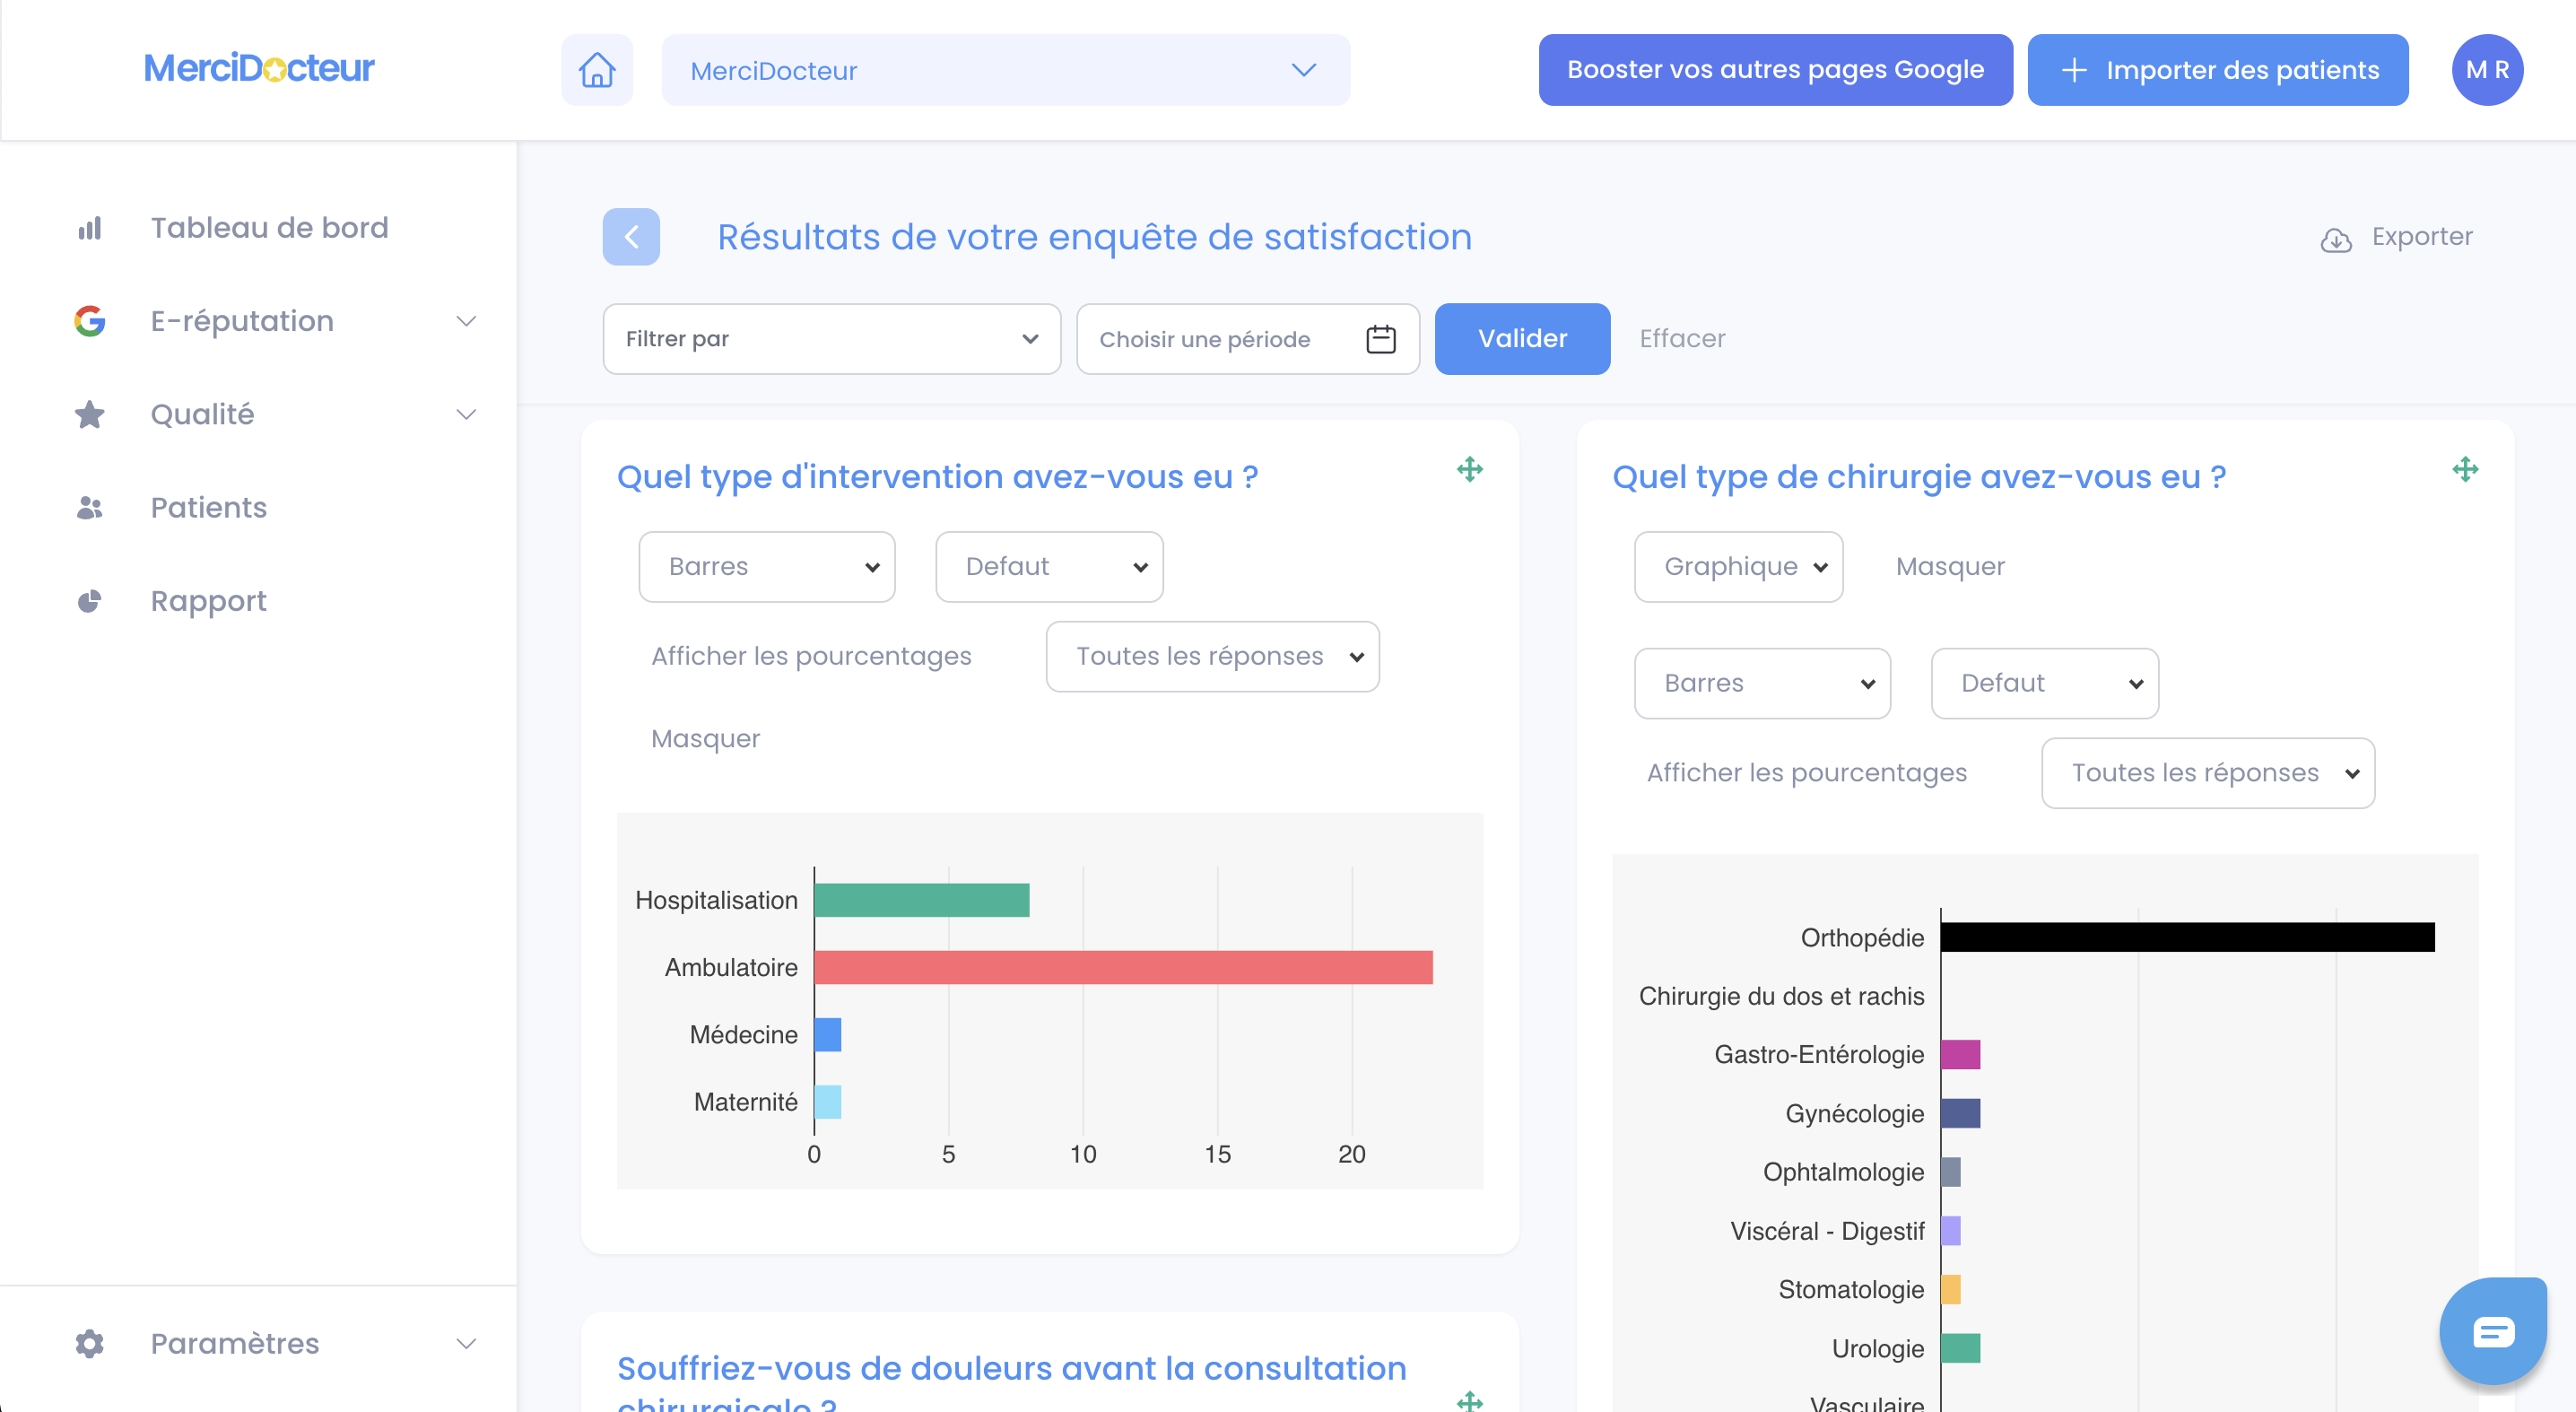 MerciDocteur
MerciDocteur
Booster vos autres pages Google
Importer des patients
M R
Tableau de bord
E-réputation
Qualité
Patients
Rapport
Paramètres
Résultats de votre enquête de satisfaction
Exporter
Filtrer par
Choisir une période
Valider
Effacer
Quel type d'intervention avez-vous eu ?
Barres
Defaut
Afficher les pourcentages
Toutes les réponses
Masquer
Hospitalisation
Ambulatoire
Médecine
Maternité
0 5 10 15 20
Souffriez-vous de douleurs avant la consultation
chirurgicale ?
Quel type de chirurgie avez-vous eu ?
Graphique
Masquer
Barres
Defaut
Afficher les pourcentages
Toutes les réponses
Orthopédie
Chirurgie du dos et rachis
Gastro-Entérologie
Gynécologie
Ophtalmologie
Viscéral - Digestif
Stomatologie
Urologie
Vasculaire